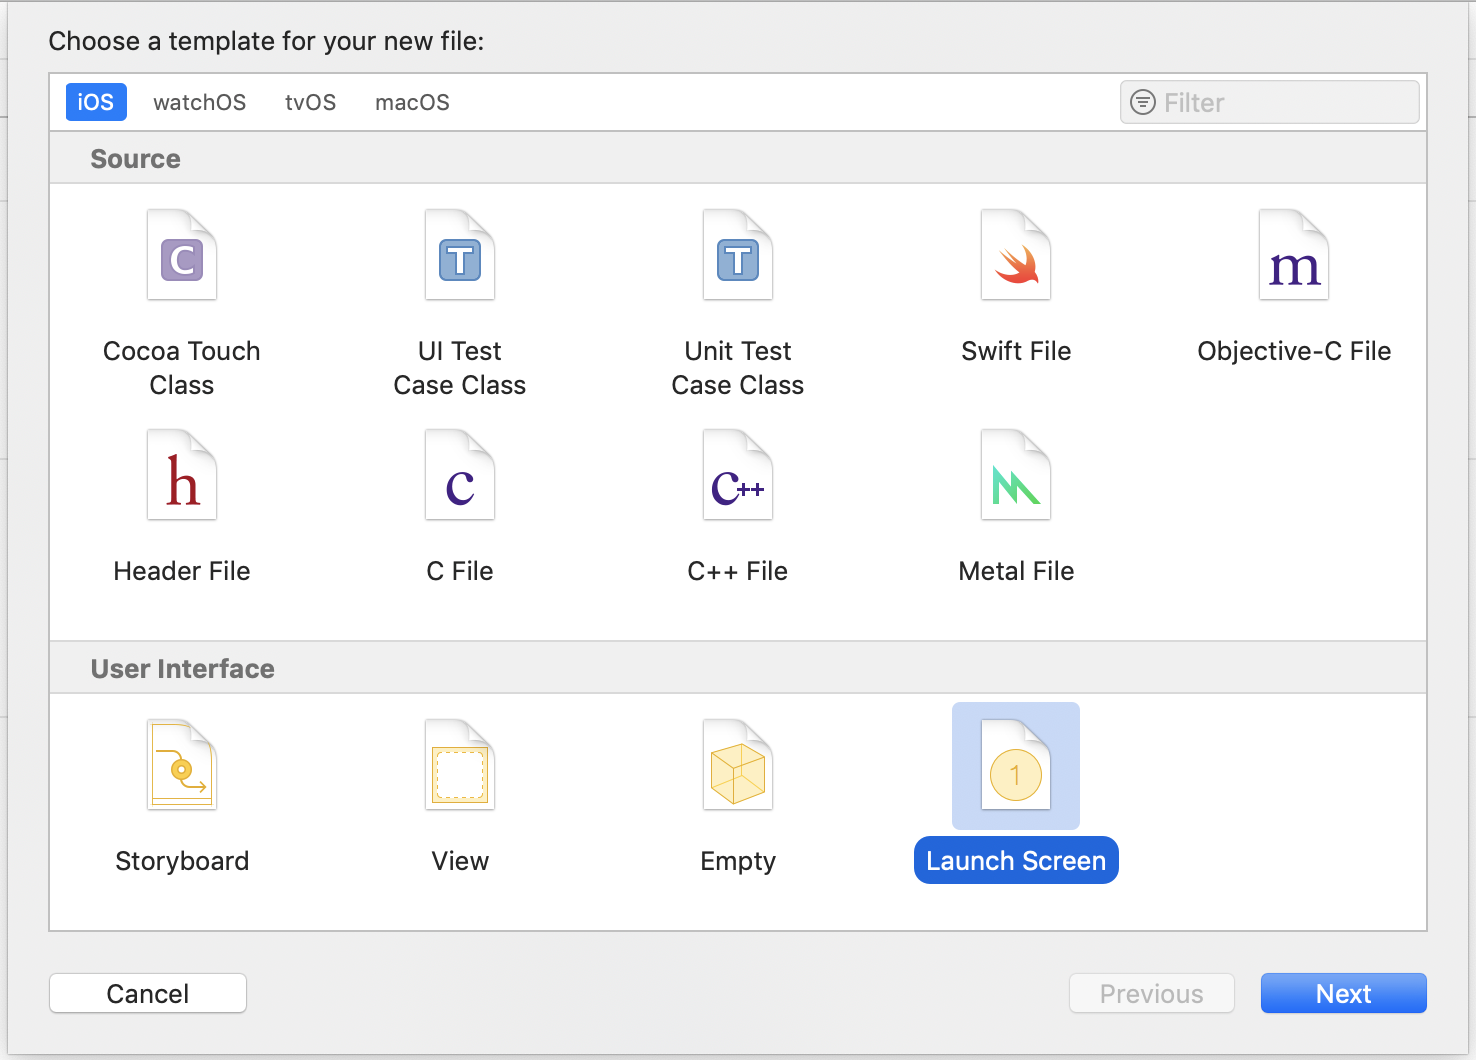 Choose a template for your new file:
iOS watchOS tvOS macOS Filter
Source
C T T m
Cocoa Touch Class
UI Test Case Class
Unit Test Case Class
Swift File
Objective-C File
h c C++
Header File
C File
C++ File
Metal File
User Interface
1
Storyboard
View
Empty
Launch Screen
Cancel
Previous
Next